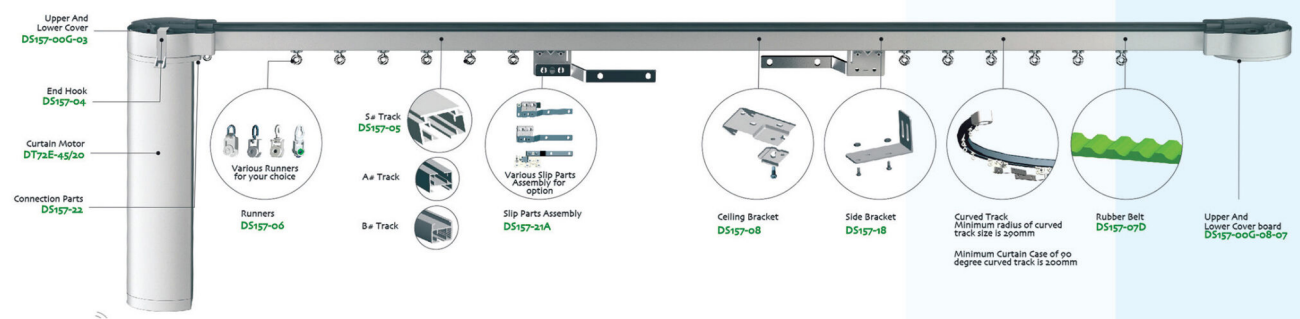 Upper And
Lower Cover
DS157-00G-03
End Hook
DS157-04
Curtain Motor
DT72E-45/20
Connection Parts
DS157-22
Various Runners
for your choice
Runners
DS157-06
S# Track
DS157-05
A# Track
B# Track
Various Slip Parts
Assembly for
option
Slip Parts Assembly
DS157-21A
Ceiling Bracket
DS157-08
Side Bracket
DS157-18
Curved Track
Minimum radius of curved
track size is 290mm
Minimum Curtain Case of 90
degree curved track is 200mm
Rubber Belt
DS157-07D
Upper And
Lower Cover board
DS157-00G-08-07